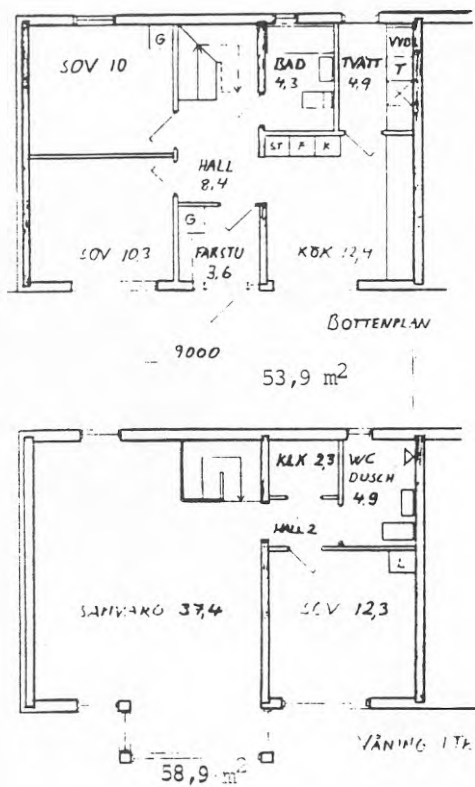 G
VYDL
SOV 10
BAD
4.3
TVÄTT
4.9
T
ST F K
HALL
8.4
G
SOV 10.3
FARSTU
3.6
KÖK 12,4
BOTTENPLAN
9000
53,9 m²
KLK 2,3
WC
DUSCH
4.9
HALL 2
L
SAMVARO 37,4
SOV 12,3
VÅNING 1 TR
58,9 m²